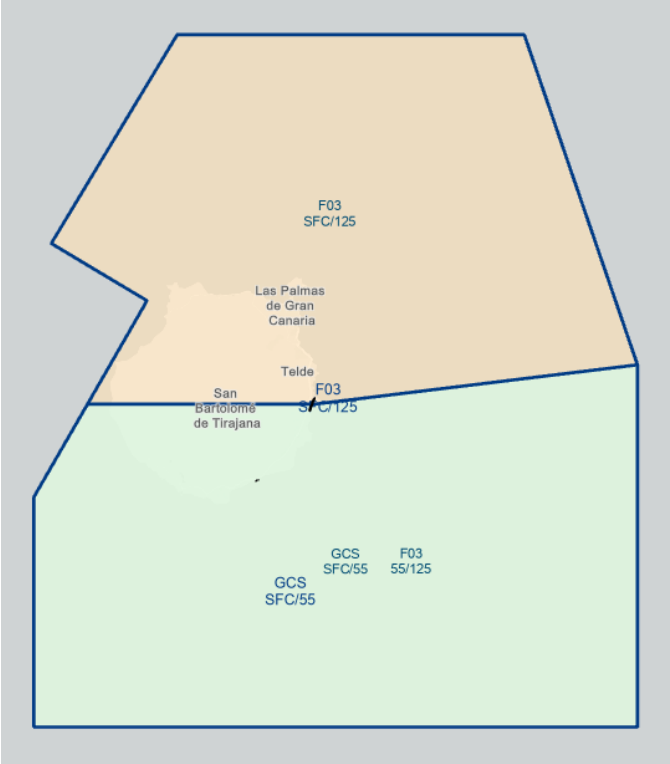 F03
SFC/125
Las Palmas
de Gran
Canaria
Telde
F03
SFC/125
San
Bartolomé
de Tirajana
GCS
SFC/55
F03
55/125
GCS
SFC/55